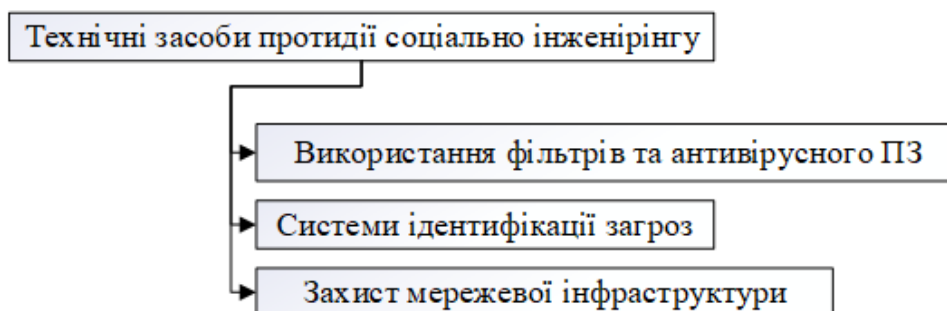 Технічні засоби протидії соціально інженірінгу
Використання фільтрів та антивірусного ПЗ
Системи ідентифікації загроз
Захист мережевої інфраструктури